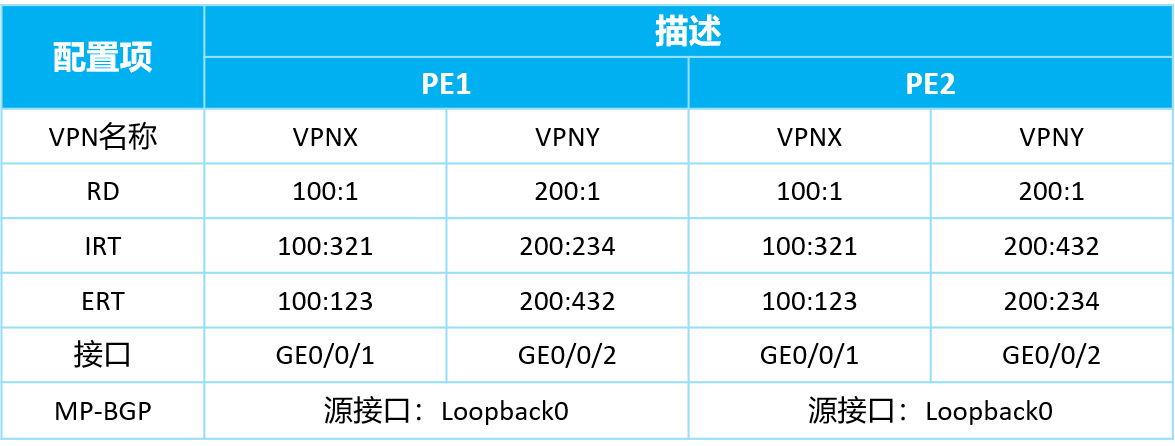 配置项 描述
PE1 PE2
VPN名称 VPNX VPNY VPNX VPNY
RD 100:1 200:1 100:1 200:1
IRT 100:321 200:234 100:321 200:432
ERT 100:123 200:432 100:123 200:234
接口 GE0/0/1 GE0/0/2 GE0/0/1 GE0/0/2
MP-BGP 源接口：Loopback0 源接口：Loopback0